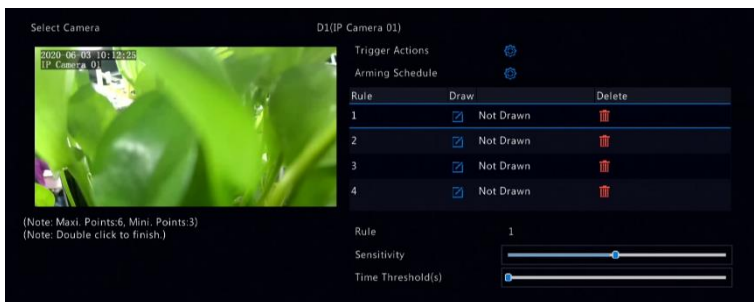 Select Camera
D1(IP Camera 01)
2020-06-03 10:12:25
IP Camera 01
Trigger Actions
Arming Schedule
Rule Draw Delete
1 Not Drawn
2 Not Drawn
3 Not Drawn
4 Not Drawn
(Note: Maxi. Points:6, Mini. Points:3)
(Note: Double click to finish.)
Rule 1
Sensitivity
Time Threshold(s)